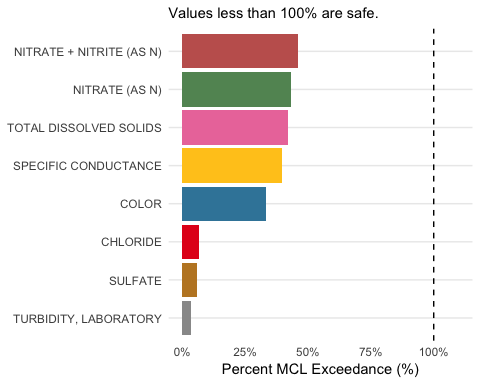 Values less than 100% are safe.
NITRATE + NITRITE (AS N)
NITRATE (AS N)
TOTAL DISSOLVED SOLIDS
SPECIFIC CONDUCTANCE
COLOR
CHLORIDE
SULFATE
TURBIDITY, LABORATORY
0% 25% 50% 75% 100%
Percent MCL Exceedance (%)